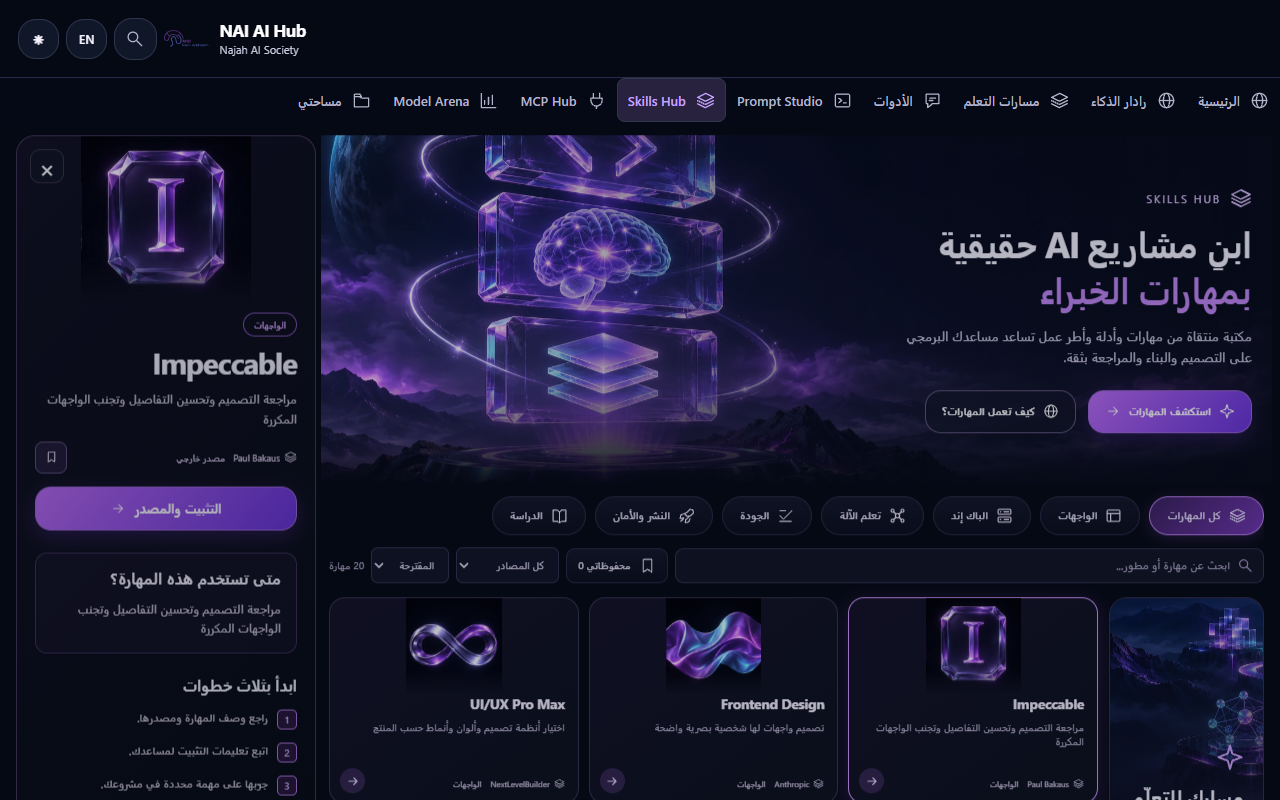 NAI AI Hub
Najah AI Society
EN
الرئيسية
رادار الذكاء
مسارات التعلم
الأدوات
Prompt Studio
Skills Hub
MCP Hub
Model Arena
مساحتي
SKILLS HUB
ابنِ مشاريع AI حقيقية
بمهارات الخبراء
مكتبة منتقاة من مهارات وأدلة وأطر عمل تساعد مساعدك البرمجي
على التصميم والبناء والمراجعة بثقة.
استكشف المهارات
كيف تعمل المهارات؟
كل المهارات
الواجهات
الباك إند
تعلم الآلة
الجودة
النشر والأمان
الدراسة
ابحث عن مهارة أو مطور...
محفوظاتي 0
كل المصادر
المقترحة
20 مهارة
Impeccable
مراجعة التصميم وتحسين التفاصيل وتجنب الواجهات
المكررة
Paul Bakaus
الواجهات
Frontend Design
تصميم واجهات لها شخصية بصرية واضحة
Anthropic
الواجهات
UI/UX Pro Max
اختيار أنظمة تصميم وألوان وأنماط حسب المنتج
NextLevelBuilder
الواجهات
I
الواجهات
Impeccable
مراجعة التصميم وتحسين التفاصيل وتجنب الواجهات
المكررة
Paul Bakaus
مصدر خارجي
التثبيت والمصدر
متى تستخدم هذه المهارة؟
مراجعة التصميم وتحسين التفاصيل وتجنب
الواجهات المكررة
ابدأ بثلاث خطوات
1 راجع وصف المهارة ومصدرها.
2 اتبع تعليمات التثبيت لمساعدك.
3 جربها على مهمة محددة في مشروعك.